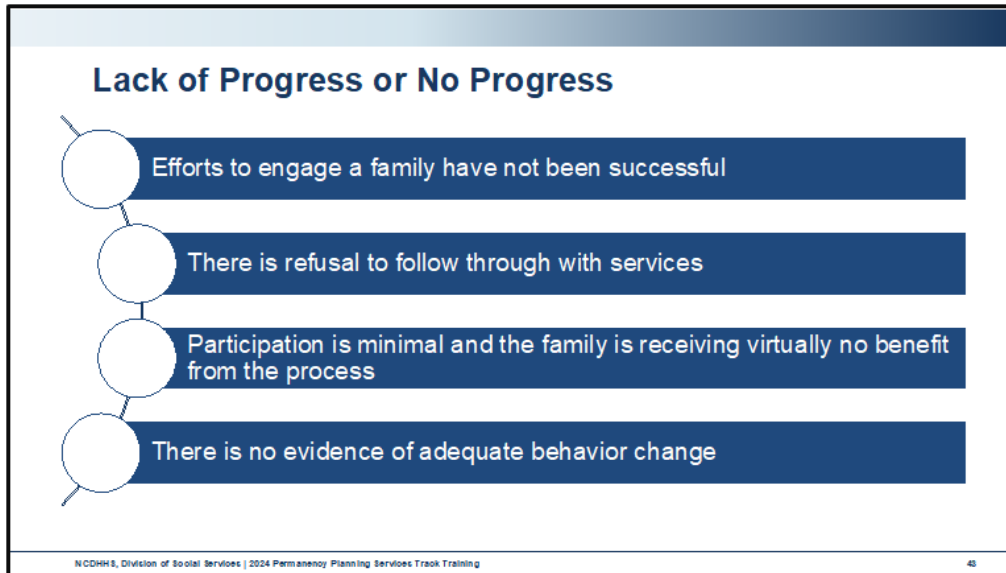 Lack of Progress or No Progress
Efforts to engage a family have not been successful
There is refusal to follow through with services
Participation is minimal and the family is receiving virtually no benefit
from the process
There is no evidence of adequate behavior change
NCDHHS, Division of Social Services | 2024 Permanency Planning Services Track Training
43